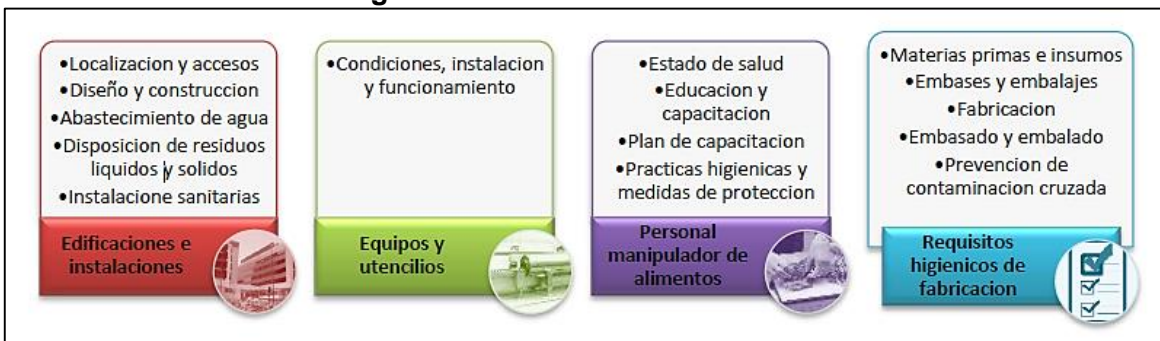 •Localizacion y accesos
•Diseño y construccion
•Abastecimiento de agua
•Disposicion de residuos
liquidos y solidos
•Instalacione sanitarias
Edificaciones e
instalaciones
•Condiciones, instalacion
y funcionamiento
Equipos y
utencilios
•Estado de salud
•Educacion y
capacitacion
•Plan de capacitacion
•Practicas higienicas y
medidas de proteccion
Personal
manipulador de
alimentos
•Materias primas e insumos
•Embases y embalajes
•Fabricacion
•Embasado y embalado
•Prevencion de
contaminacion cruzada
Requisitos
higienicos de
fabricacion